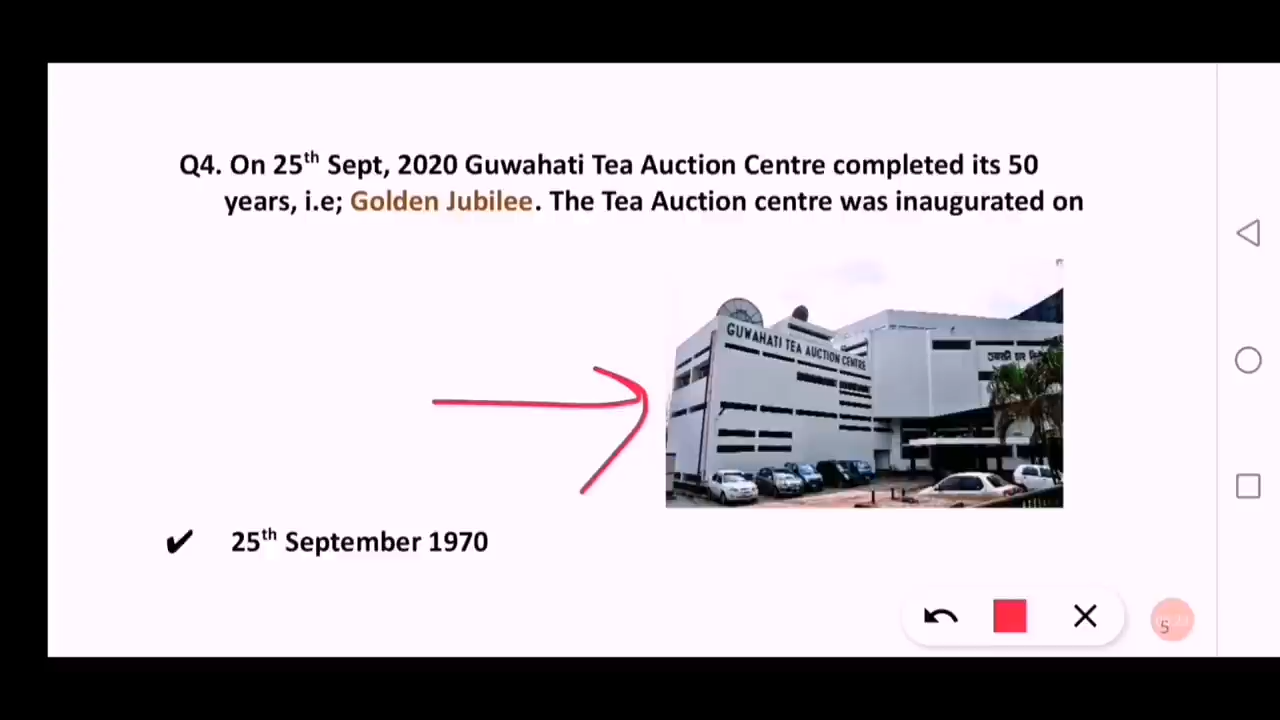 Q4. On 25th Sept, 2020 Guwahati Tea Auction Centre completed its 50
years, i.e; Golden Jubilee. The Tea Auction centre was inaugurated on
GUWAHATI TEA AUCTION CENTRE
25th September 1970
5